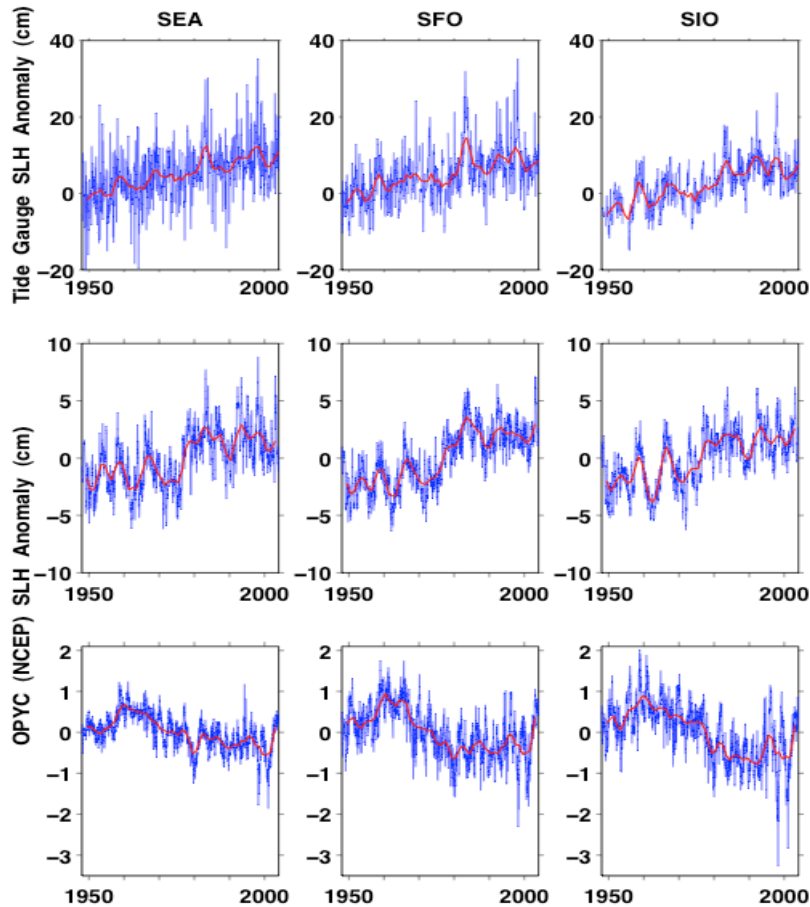 SEA SFO SIO
Tide Gauge SLH Anomaly (cm)
40 40 40
20 20 20
0 0 0
−20 −20 −20
1950 2000 1950 2000 1950 2000
OPYC (NCEP) SLH Anomaly (cm)
10 10 10
5 5 5
0 0 0
−5 −5 −5
−10 −10 −10
1950 2000 1950 2000 1950 2000
2 2 2
1 1 1
0 0 0
−1 −1 −1
−2 −2 −2
−3 −3 −3
1950 2000 1950 2000 1950 2000